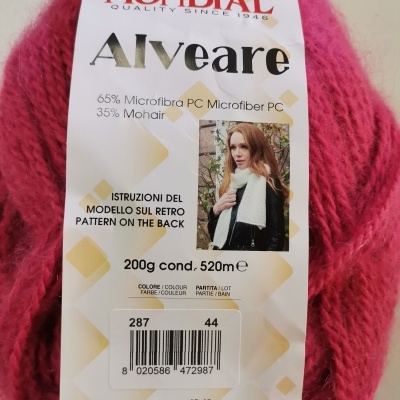 MONDIAL
QUALITY SINCE 1946
Alveare
65% Microfibra PC Microfiber PC
35% Mohair
ISTRUZIONI DEL
MODELLO SUL RETRO
PATTERN ON THE BACK
200g cond. 520m℮
COLORE / COLOUR
FARBE / COULEUR
PARTITA / LOT
PARTIE / BAIN
287 44
8 020586 472987